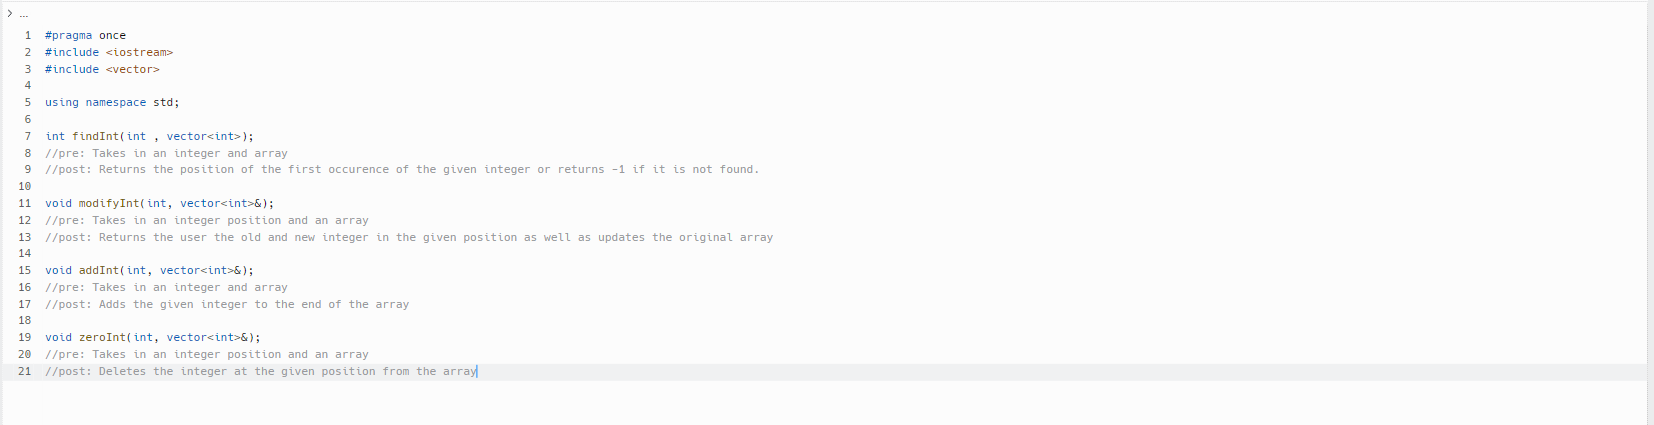 > ...
1 #pragma once
2 #include <iostream>
3 #include <vector>
4
5 using namespace std;
6
7 int findInt(int , vector<int>);
8 //pre: Takes in an integer and array
9 //post: Returns the position of the first occurence of the given integer or returns -1 if it is not found.
10
11 void modifyInt(int, vector<int>&);
12 //pre: Takes in an integer position and an array
13 //post: Returns the user the old and new integer in the given position as well as updates the original array
14
15 void addInt(int, vector<int>&);
16 //pre: Takes in an integer and array
17 //post: Adds the given integer to the end of the array
18
19 void zeroInt(int, vector<int>&);
20 //pre: Takes in an integer position and an array
21 //post: Deletes the integer at the given position from the array